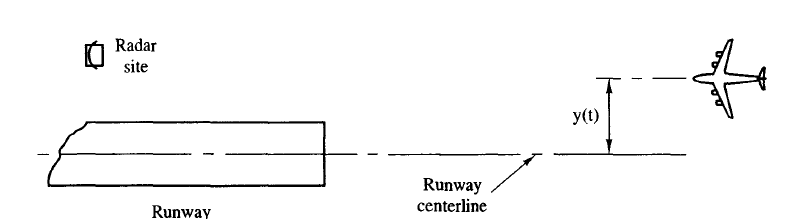 Radar
site
y(t)
Runway
centerline
Runway